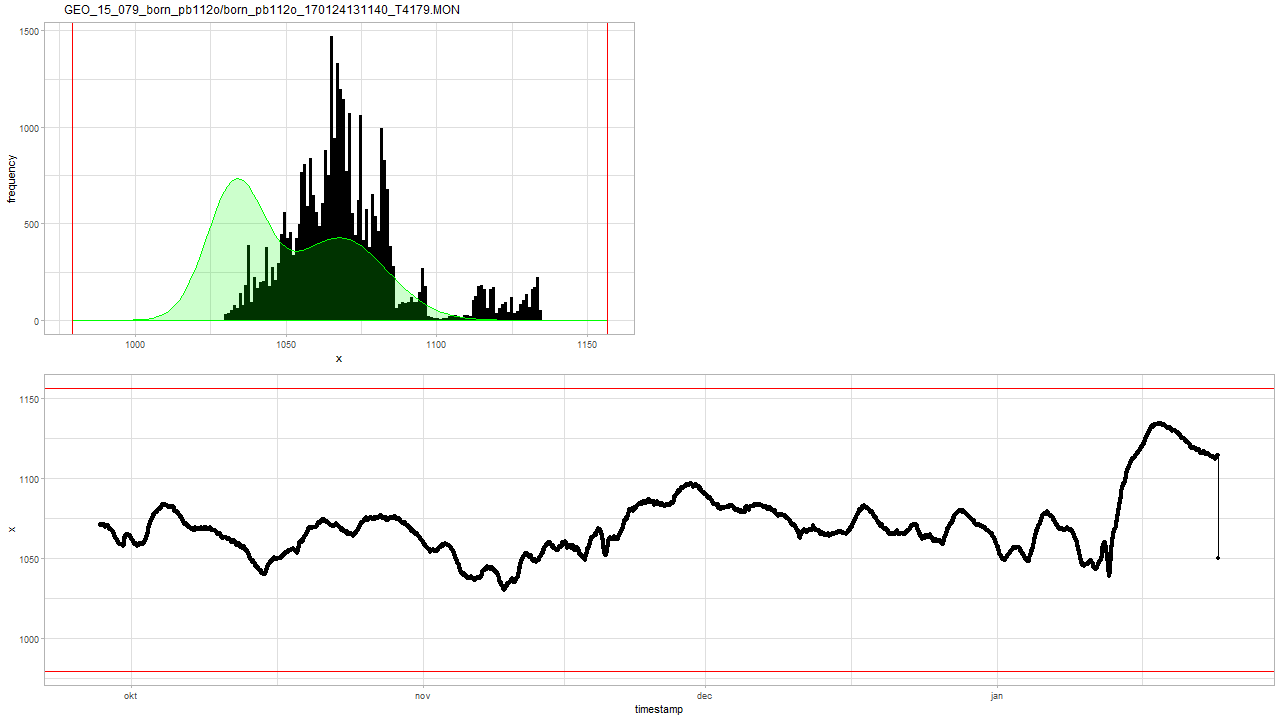 GEO_15_079_born_pb112o/born_pb112o_170124131140_T4179.MON
1500
1000
500
0
frequency
1000 1050 1100 1150
x
1150
1100
1050
1000
x
okt nov dec jan
timestamp